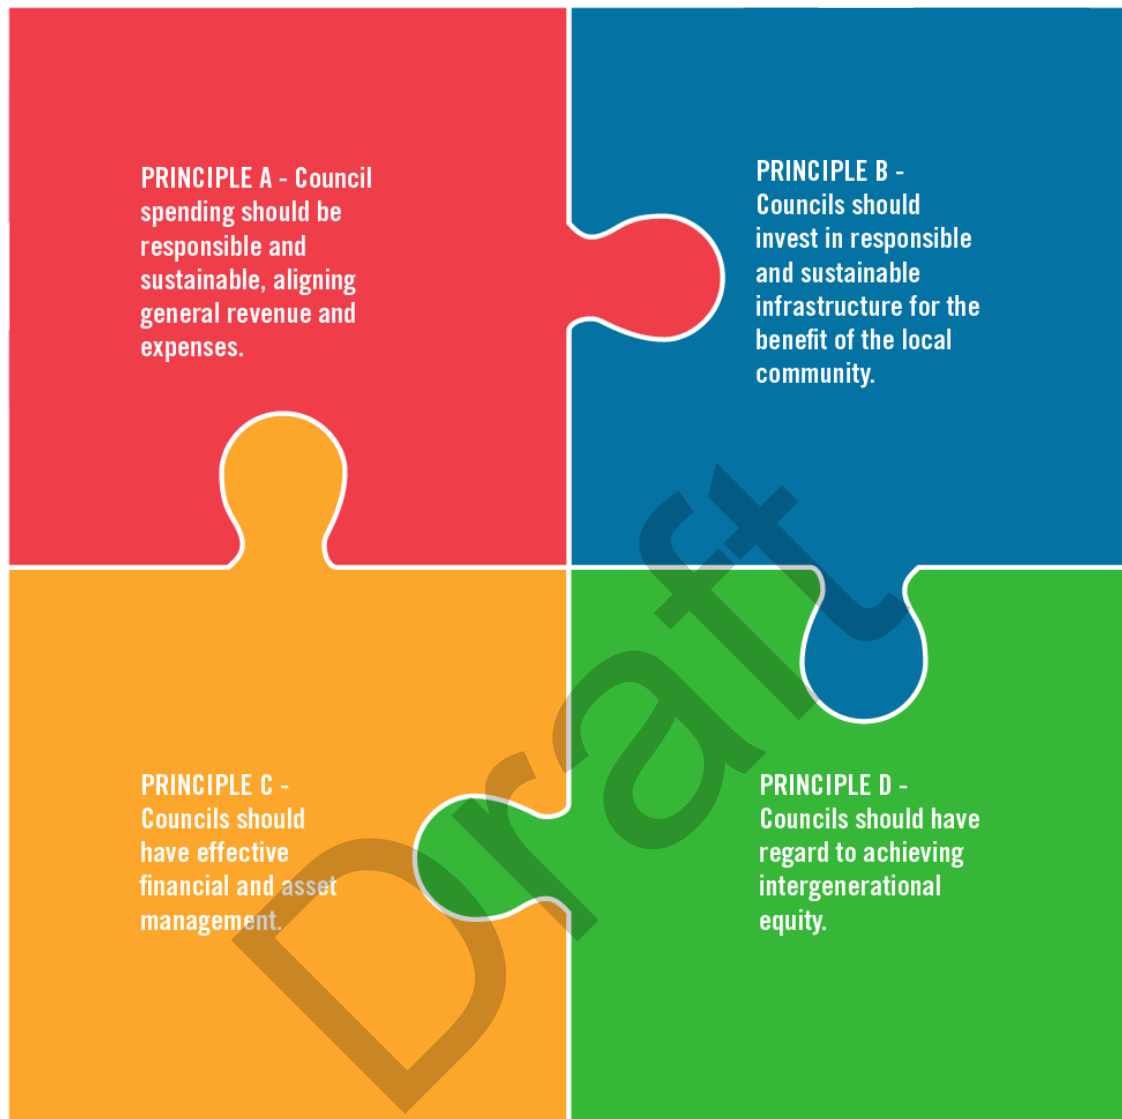 PRINCIPLE A - Council
spending should be
responsible and
sustainable, aligning
general revenue and
expenses.
PRINCIPLE B -
Councils should
invest in responsible
and sustainable
infrastructure for the
benefit of the local
community.
PRINCIPLE C -
Councils should
have effective
financial and asset
management.
PRINCIPLE D -
Councils should have
regard to achieving
intergenerational
equity.
Draft